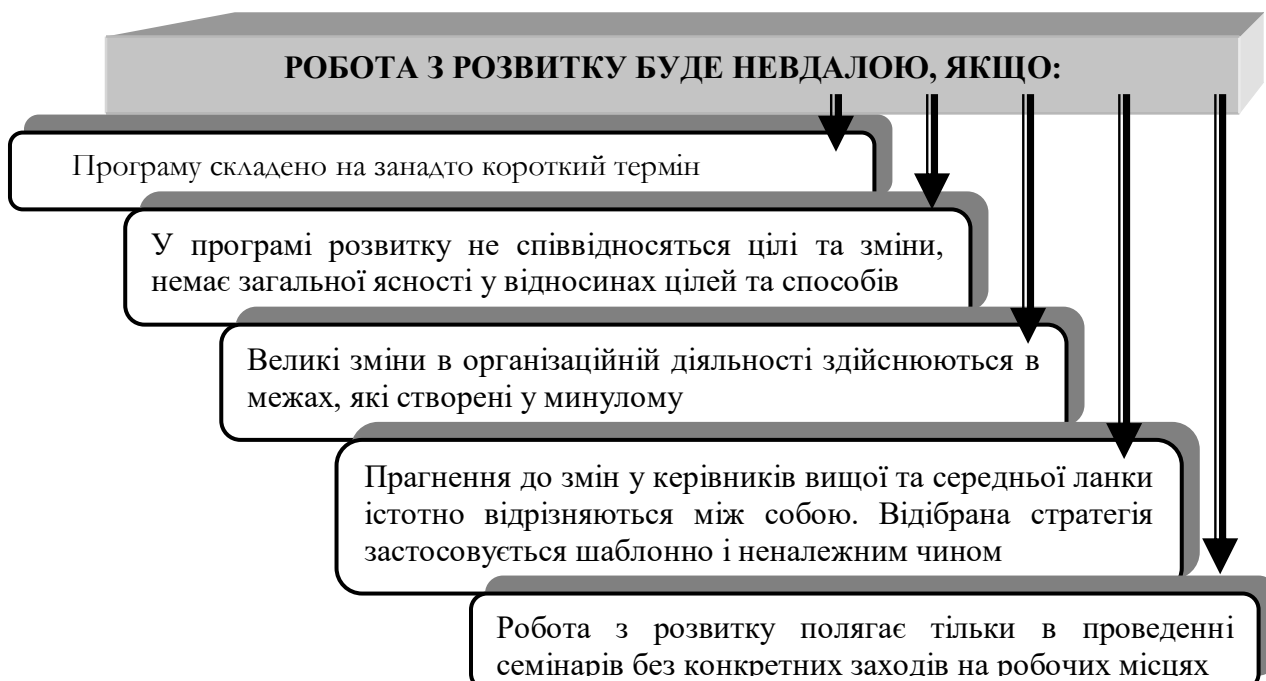 РОБОТА З РОЗВИТКУ БУДЕ НЕВДАЛОЮ, ЯКЩО:
Програму складено на занадто короткий термін
У програмі розвитку не співвідносяться цілі та зміни,
немає загальної ясності у відносинах цілей та способів
Великі зміни в організаційній діяльності здійснюються в
межах, які створені у минулому
Прагнення до змін у керівників вищої та середньої ланки
істотно відрізняються між собою. Відібрана стратегія
застосовується шаблонно і неналежним чином
Робота з розвитку полягає тільки в проведенні
семінарів без конкретних заходів на робочих місцях